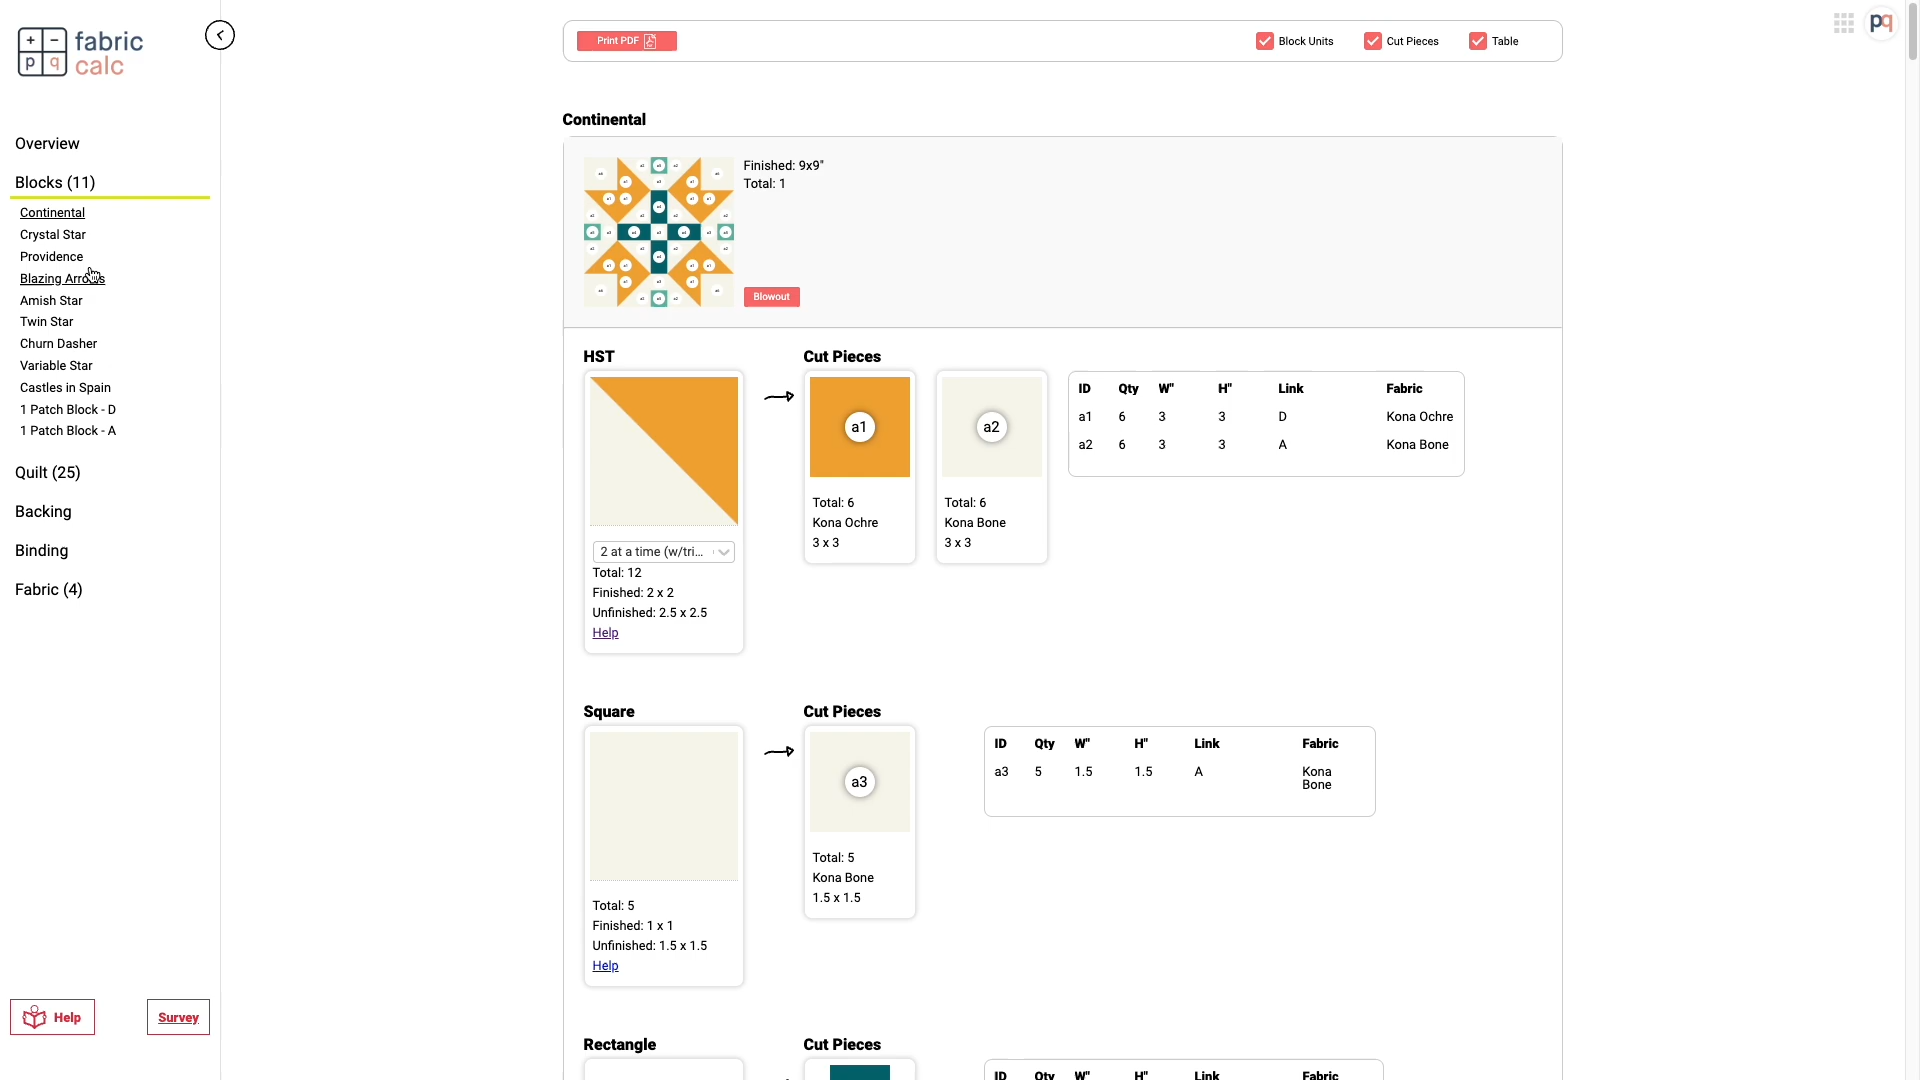 + − fabric
p q calc
pq
Print PDF
Block Units
Cut Pieces
Table
Overview
Blocks (11)
Continental
Crystal Star
Providence
Blazing Arrows
Amish Star
Twin Star
Churn Dasher
Variable Star
Castles in Spain
1 Patch Block - D
1 Patch Block - A
Quilt (25)
Backing
Binding
Fabric (4)
Help
Survey
Continental
Finished: 9x9"
Total: 1
Blowout
HST
Cut Pieces
a1
a2
2 at a time (w/tri...
Total: 12
Finished: 2 x 2
Unfinished: 2.5 x 2.5
Help
Total: 6
Kona Ochre
3 x 3
Total: 6
Kona Bone
3 x 3
ID Qty W" H" Link Fabric
a1 6 3 3 D Kona Ochre
a2 6 3 3 A Kona Bone
Square
Cut Pieces
a3
Total: 5
Finished: 1 x 1
Unfinished: 1.5 x 1.5
Help
Total: 5
Kona Bone
1.5 x 1.5
ID Qty W" H" Link Fabric
a3 5 1.5 1.5 A Kona
Bone
Rectangle
Cut Pieces
ID Qty W" H" Link Fabric